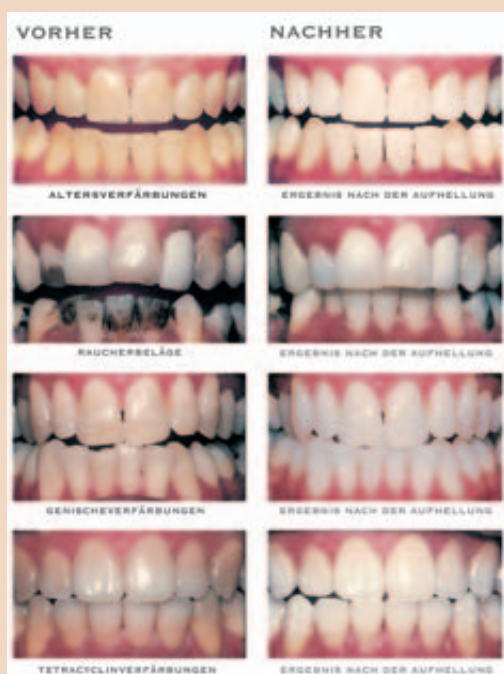 VORHER NACHHER
ALTERSVERFÄRBUNGEN ERGEBNIS NACH DER AUFHELLUNG
RAUCHERBELÄGE ERGEBNIS NACH DER AUFHELLUNG
GENISCHEVERFÄRBUNGEN ERGEBNIS NACH DER AUFHELLUNG
TETRACYCLINVERFÄRBUNGEN ERGEBNIS NACH DER AUFHELLUNG